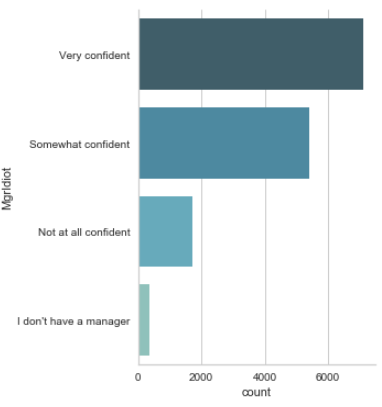 Very confident
Somewhat confident
Not at all confident
I don't have a manager
MgrIdiot
0 2000 4000 6000
count